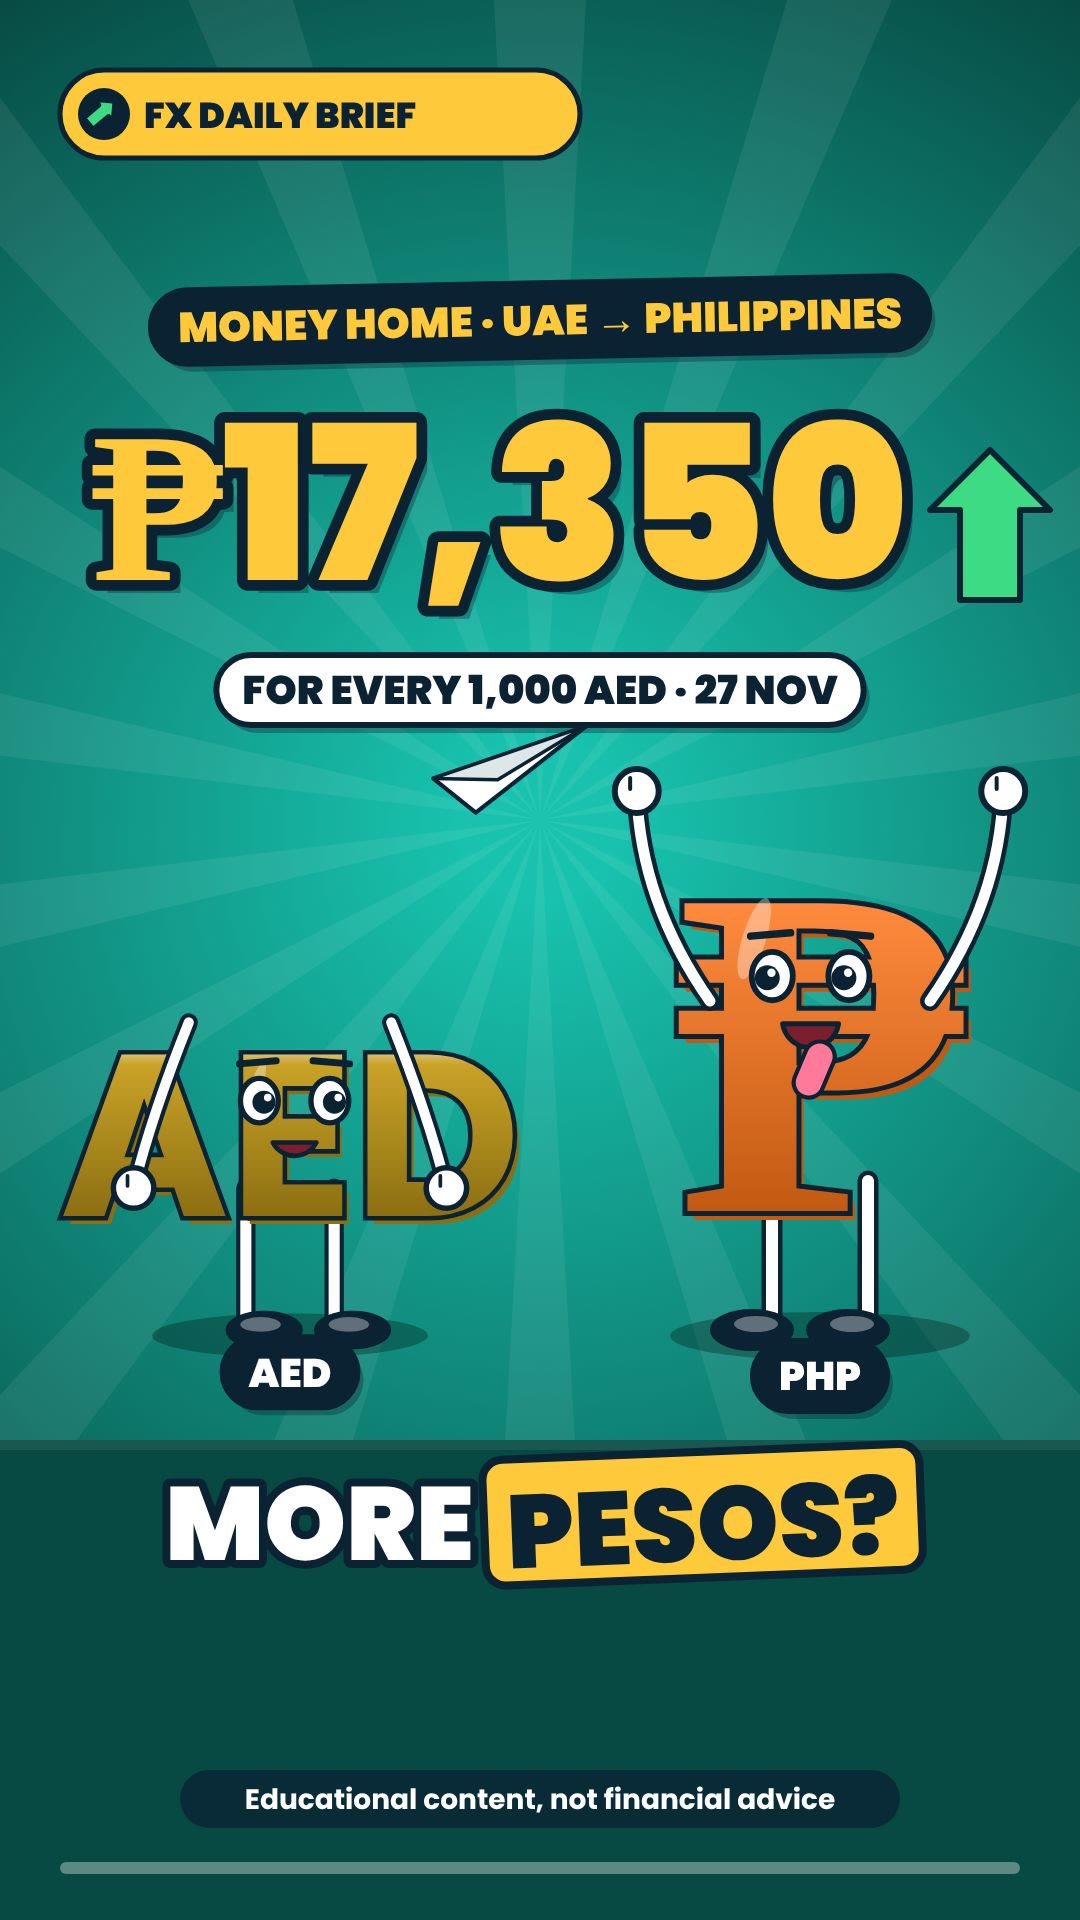 FX DAILY BRIEF
MONEY HOME • UAE → PHILIPPINES
₱17,350
FOR EVERY 1,000 AED • 27 NOV
AED
₱
AED
PHP
MORE PESOS?
Educational content, not financial advice